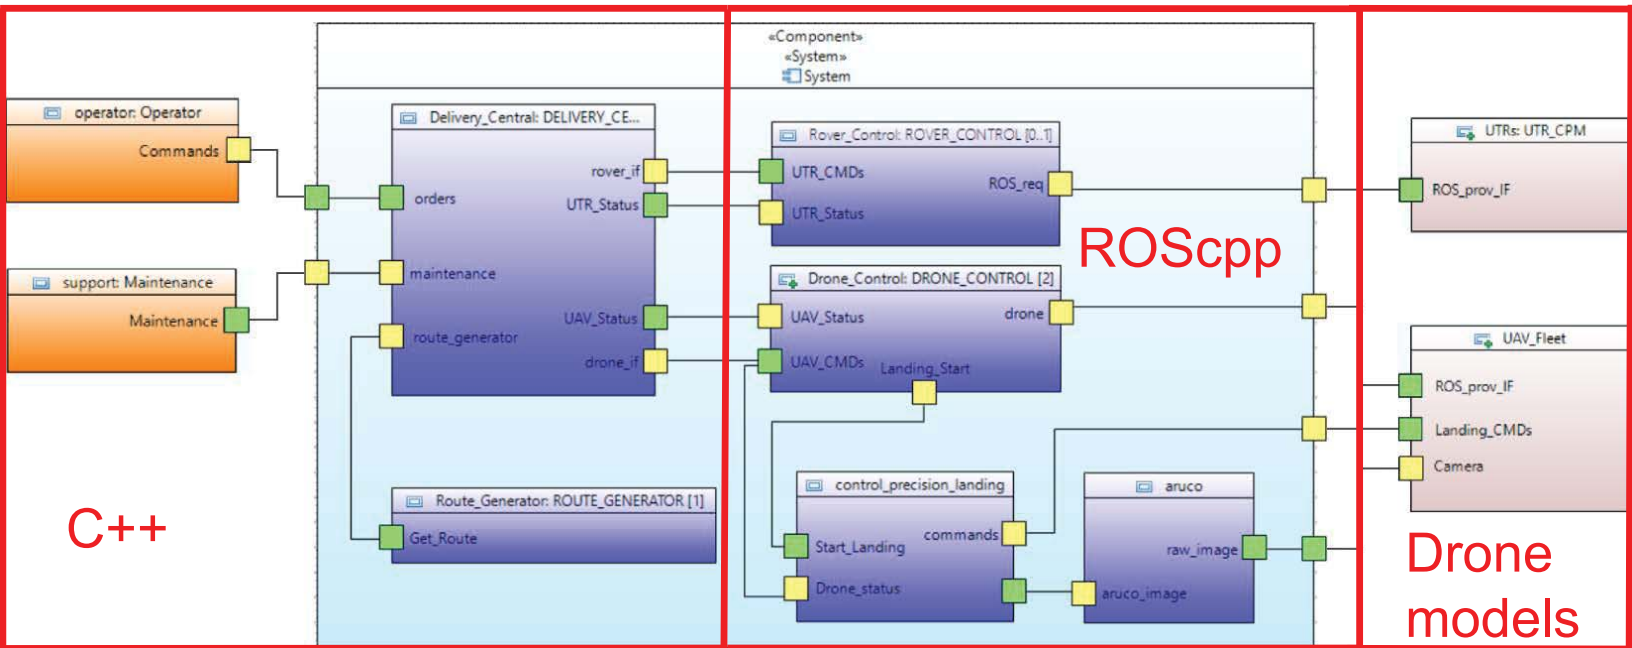 «Component»
«System»
System
operator: Operator
Commands
support: Maintenance
Maintenance
C++
Delivery_Central: DELIVERY_CE...
rover_if
orders
UTR_Status
maintenance
UAV_Status
route_generator
drone_if
Route_Generator: ROUTE_GENERATOR [1]
Get_Route
Rover_Control: ROVER_CONTROL [0..1]
UTR_CMDs
ROS_req
UTR_Status
ROScpp
Drone_Control: DRONE_CONTROL [2]
UAV_Status
drone
UAV_CMDs
Landing_Start
control_precision_landing
commands
Start_Landing
Drone_status
aruco
raw_image
aruco_image
UTRs: UTR_CPM
ROS_prov_IF
UAV_Fleet
ROS_prov_IF
Landing_CMDs
Camera
Drone
models